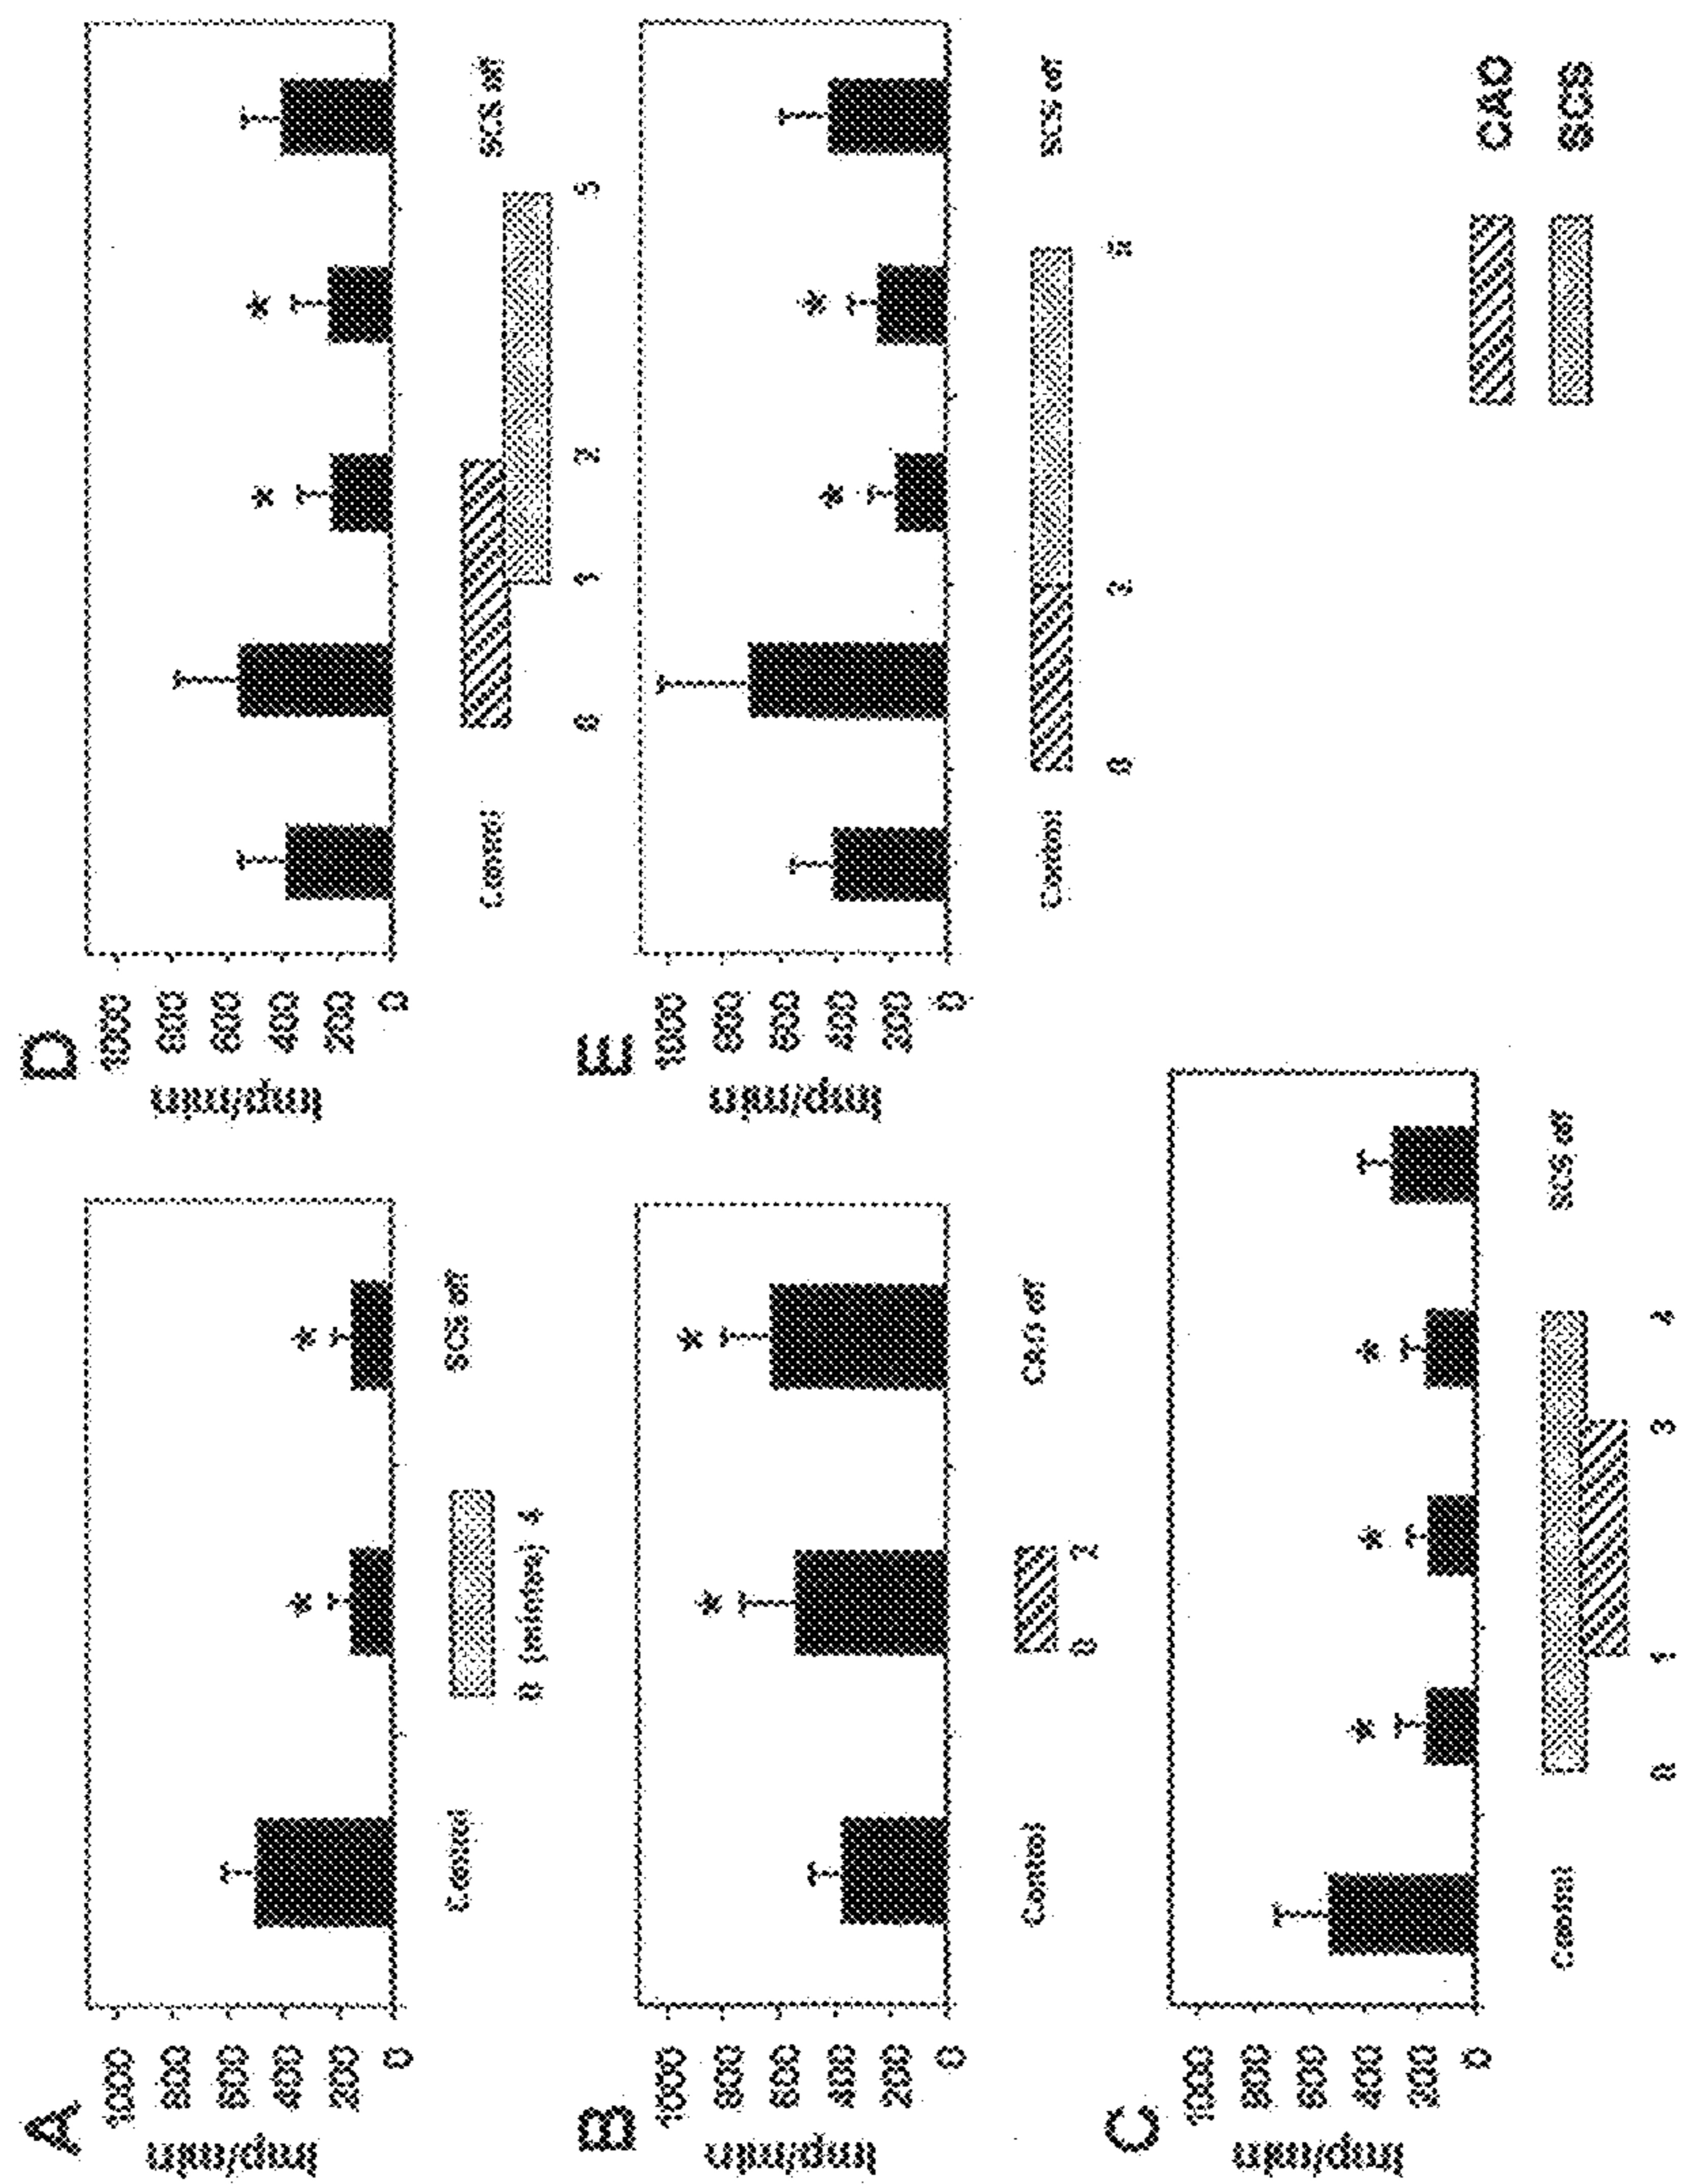 A
Imp/min
1000
800
600
400
200
0
Control
SCS off
0 (minutes) 4
B
Imp/min
1000
800
600
400
200
0
Control
CAO off
0 2
C
Imp/min
1000
800
600
400
200
0
* * *
Control
SCS off
0 1 3 4
D
Imp/min
1000
800
600
400
200
0
* *
Control
SCS off
0 1 2 5
E
Imp/min
1000
800
600
400
200
0
* *
Control
SCS off
0 2 5
CAO
SCS